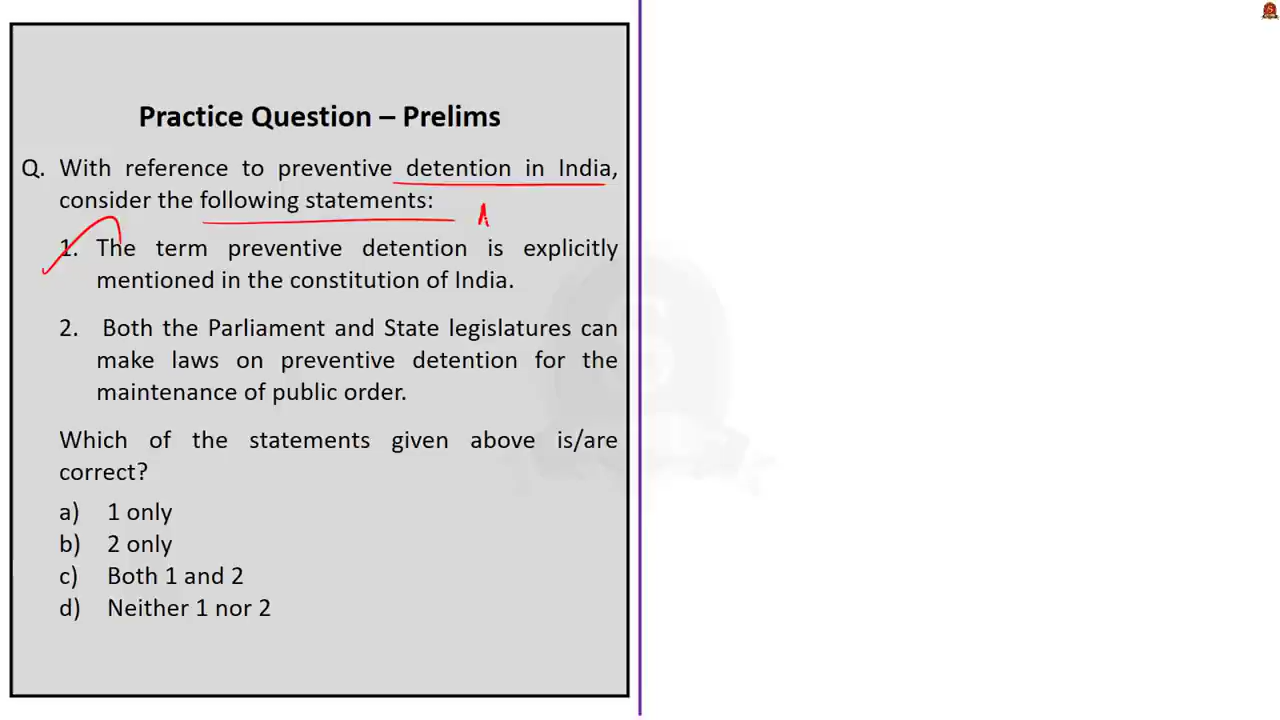 Practice Question – Prelims
Q. With reference to preventive detention in India,
consider the following statements:
1. The term preventive detention is explicitly
mentioned in the constitution of India.
2. Both the Parliament and State legislatures can
make laws on preventive detention for the
maintenance of public order.
Which of the statements given above is/are
correct?
a) 1 only
b) 2 only
c) Both 1 and 2
d) Neither 1 nor 2